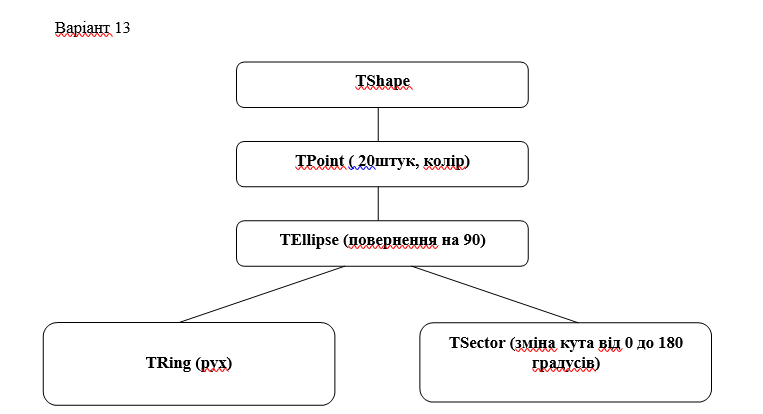 Варіант 13
TShape
TPoint ( 20штук, колір)
TEllipse (повернення на 90)
TRing (рух)
TSector (зміна кута від 0 до 180
градусів)